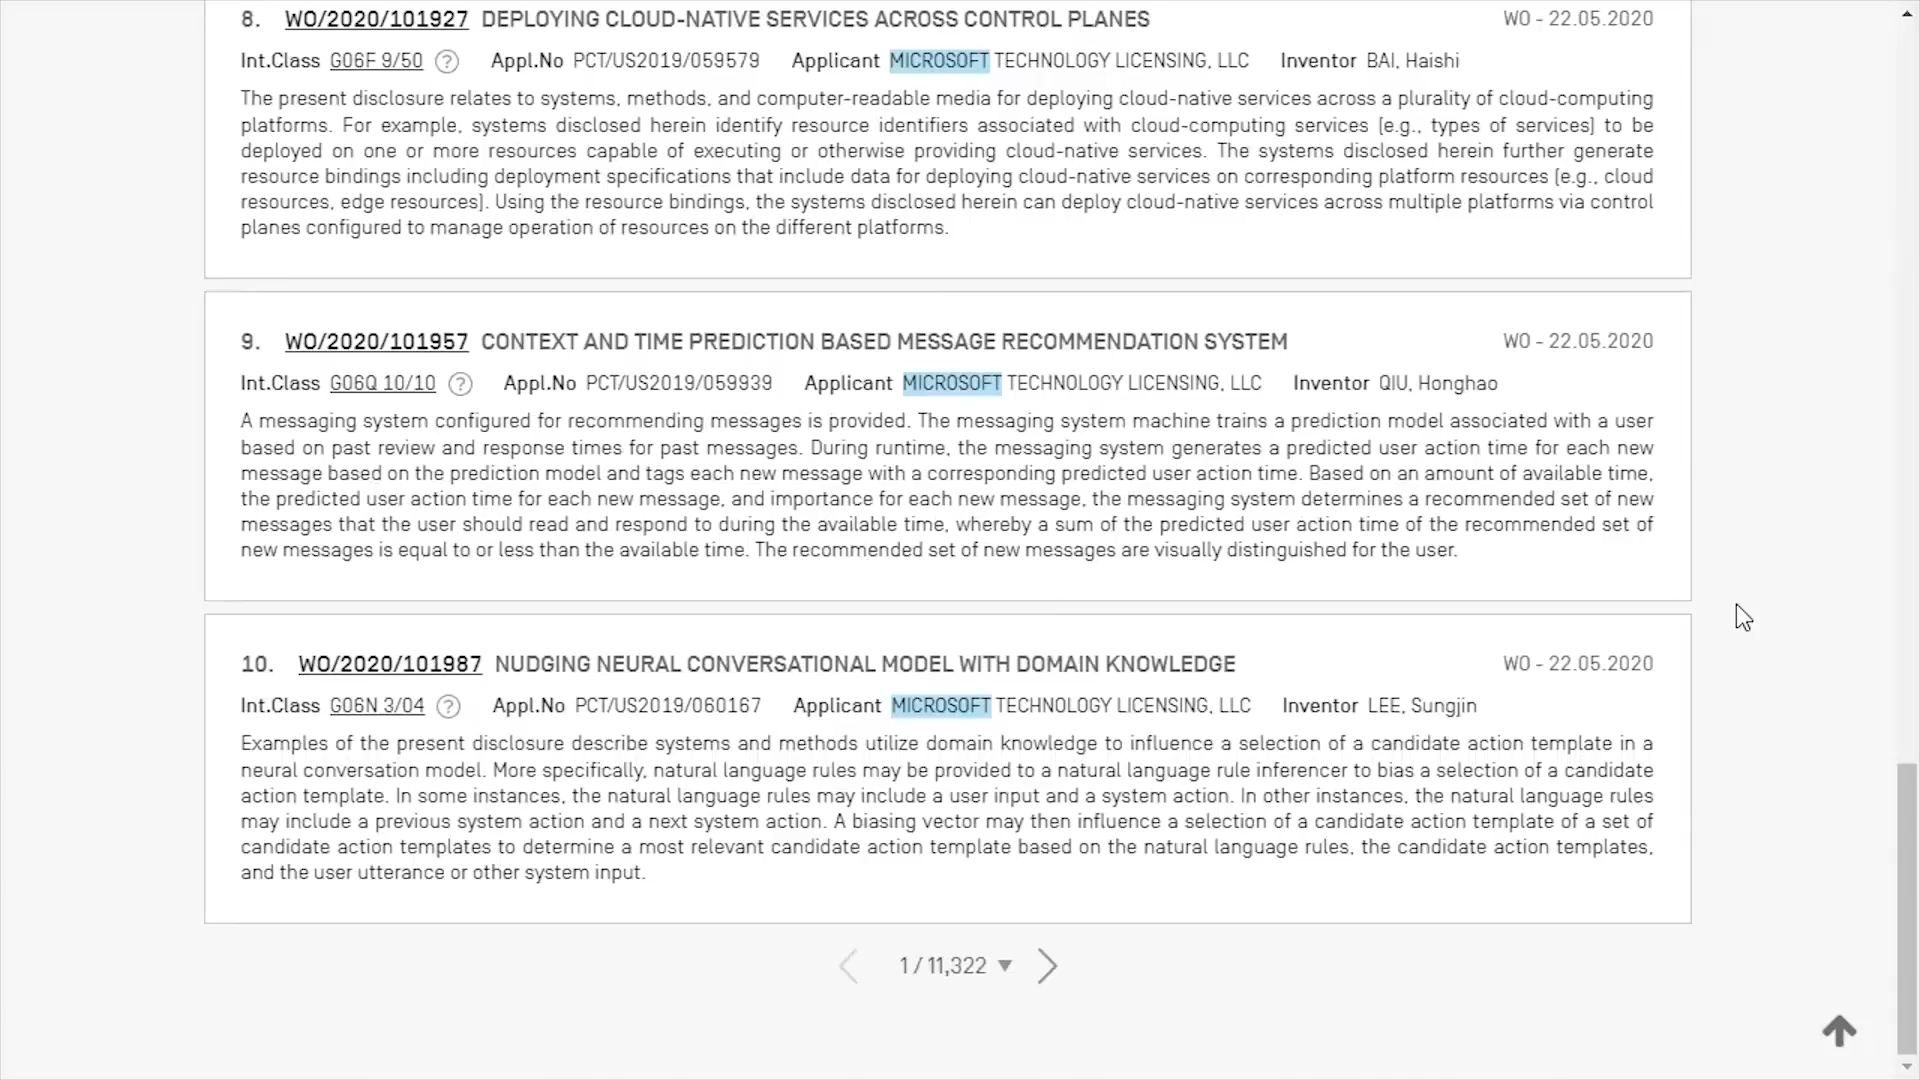 8. WO/2020/101927 DEPLOYING CLOUD-NATIVE SERVICES ACROSS CONTROL PLANES WO - 22.05.2020
Int.Class G06F 9/50 ? Appl.No PCT/US2019/059579 Applicant MICROSOFT TECHNOLOGY LICENSING, LLC Inventor BAI, Haishi
The present disclosure relates to systems, methods, and computer-readable media for deploying cloud-native services across a plurality of cloud-computing
platforms. For example, systems disclosed herein identify resource identifiers associated with cloud-computing services [e.g., types of services] to be
deployed on one or more resources capable of executing or otherwise providing cloud-native services. The systems disclosed herein further generate
resource bindings including deployment specifications that include data for deploying cloud-native services on corresponding platform resources [e.g., cloud
resources, edge resources]. Using the resource bindings, the systems disclosed herein can deploy cloud-native services across multiple platforms via control
planes configured to manage operation of resources on the different platforms.
9. WO/2020/101957 CONTEXT AND TIME PREDICTION BASED MESSAGE RECOMMENDATION SYSTEM WO - 22.05.2020
Int.Class G06Q 10/10 ? Appl.No PCT/US2019/059939 Applicant MICROSOFT TECHNOLOGY LICENSING, LLC Inventor QIU, Honghao
A messaging system configured for recommending messages is provided. The messaging system machine trains a prediction model associated with a user
based on past review and response times for past messages. During runtime, the messaging system generates a predicted user action time for each new
message based on the prediction model and tags each new message with a corresponding predicted user action time. Based on an amount of available time,
the predicted user action time for each new message, and importance for each new message, the messaging system determines a recommended set of new
messages that the user should read and respond to during the available time, whereby a sum of the predicted user action time of the recommended set of
new messages is equal to or less than the available time. The recommended set of new messages are visually distinguished for the user.
10. WO/2020/101987 NUDGING NEURAL CONVERSATIONAL MODEL WITH DOMAIN KNOWLEDGE WO - 22.05.2020
Int.Class G06N 3/04 ? Appl.No PCT/US2019/060167 Applicant MICROSOFT TECHNOLOGY LICENSING, LLC Inventor LEE, Sungjin
Examples of the present disclosure describe systems and methods utilize domain knowledge to influence a selection of a candidate action template in a
neural conversation model. More specifically, natural language rules may be provided to a natural language rule inferencer to bias a selection of a candidate
action template. In some instances, the natural language rules may include a user input and a system action. In other instances, the natural language rules
may include a previous system action and a next system action. A biasing vector may then influence a selection of a candidate action template of a set of
candidate action templates to determine a most relevant candidate action template based on the natural language rules, the candidate action templates,
and the user utterance or other system input.
1 / 11,322